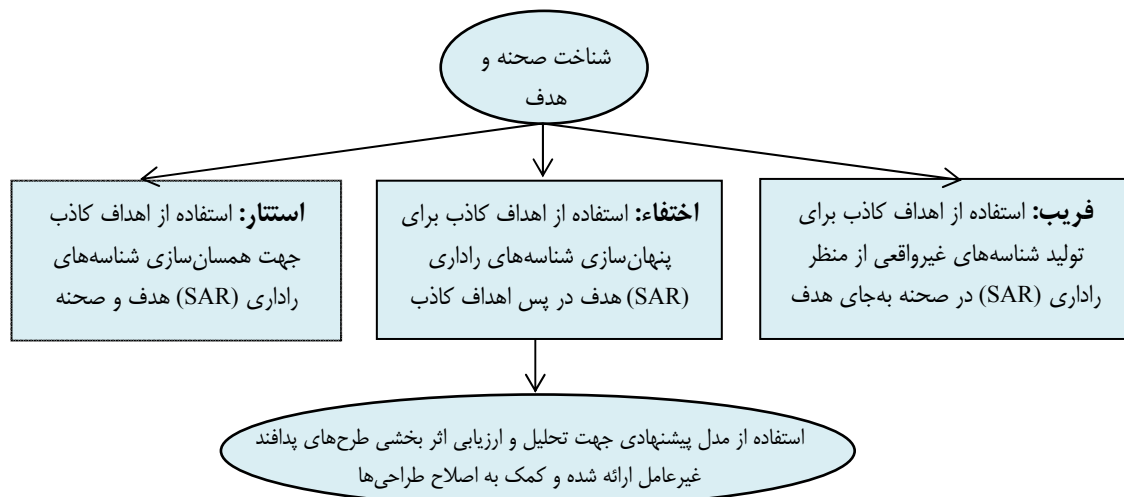 شناخت صحنه و
هدف
فریب: استفاده از اهداف کاذب برای
تولید شناسه‌های غیرواقعی از منظر
راداری (SAR) در صحنه به‌جای هدف
اختفاء: استفاده از اهداف کاذب برای
پنهان‌سازی شناسه‌های راداری
(SAR) هدف در پس اهداف کاذب
استتار: استفاده از اهداف کاذب
جهت همسان‌سازی شناسه‌های
راداری (SAR) هدف و صحنه
استفاده از مدل پیشنهادی جهت تحلیل و ارزیابی اثر بخشی طرح‌های پدافند
غیرعامل ارائه شده و کمک به اصلاح طراحی‌ها